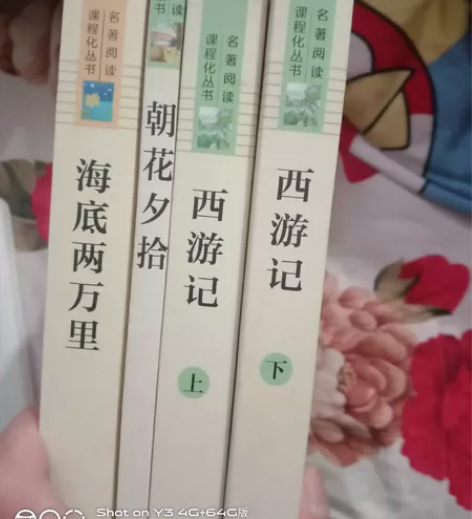 名著阅读
课程化丛书
海底两万里
读
书
朝花夕拾
名著阅读
课程化丛书
西游记
上
名著阅读
课程化丛书
西游记
下
Shot on Y3 4G+64G版